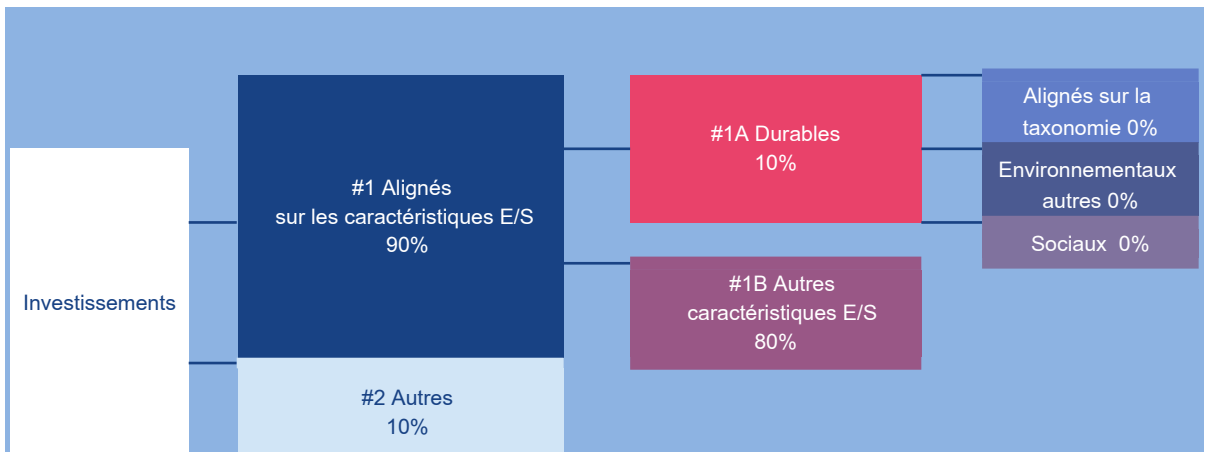 Investissements
#1 Alignés
sur les caractéristiques E/S
90%
#2 Autres
10%
#1A Durables
10%
#1B Autres
caractéristiques E/S
80%
Alignés sur la
taxonomie 0%
Environnementaux
autres 0%
Sociaux 0%